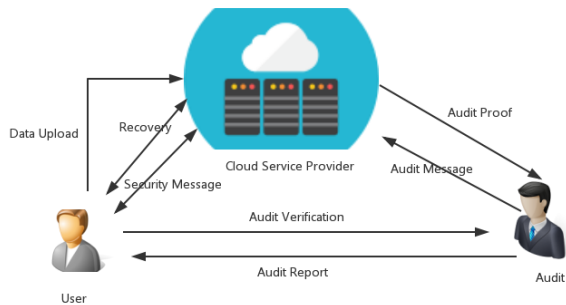 Audit Proof
Data Upload
Recovery
Cloud Service Provider
Audit Message
Security Message
Audit Verification
Audit Report
Audit
User